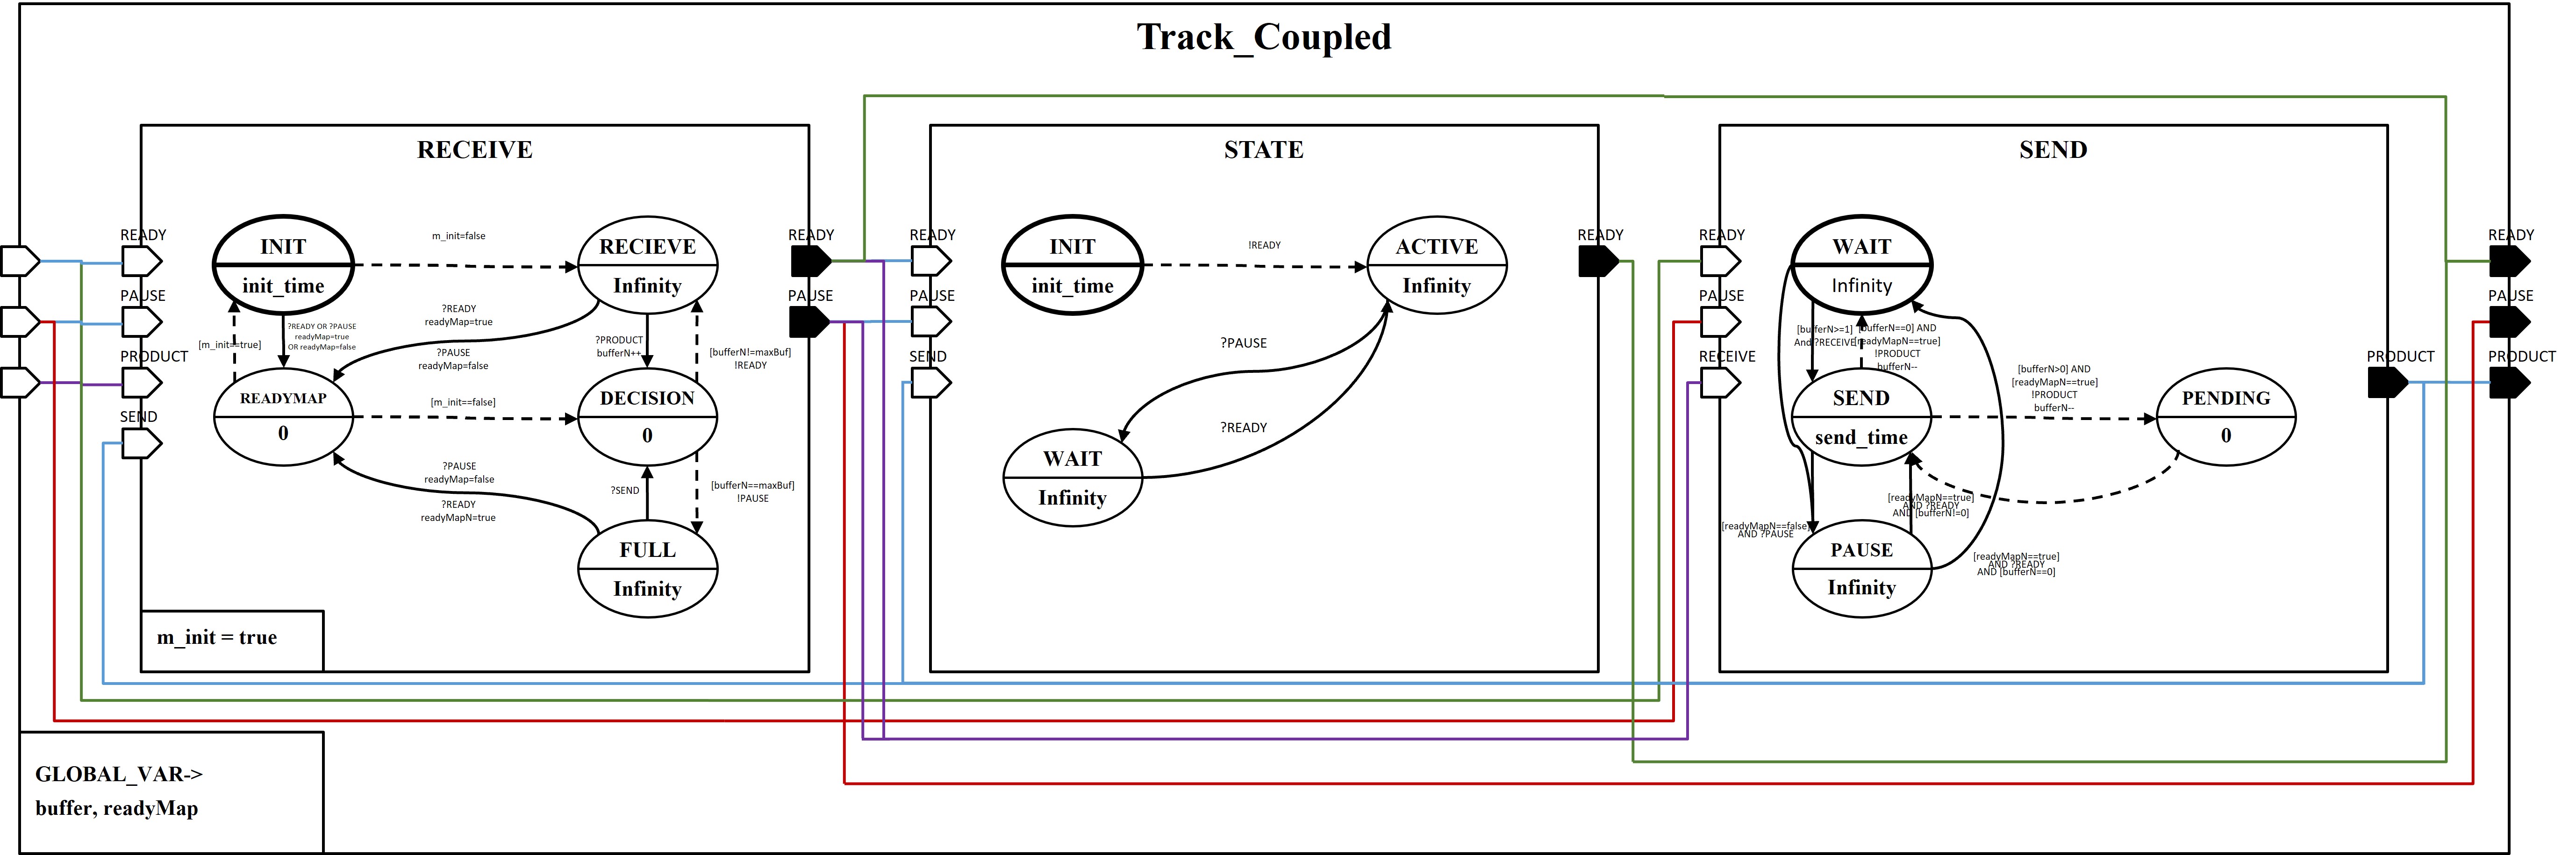 Track_Coupled
RECEIVE
READY
PAUSE
PRODUCT
SEND
INIT
init_time
m_init=false
RECIEVE
Infinity
?READY OR ?PAUSE
readyMap=true
OR readyMap=false
[m_init==true]
?READY
readyMap=true
?PAUSE
readyMap=false
?PRODUCT
bufferN++
[bufferN!=maxBuf]
!READY
READYMAP
0
[m_init==false]
DECISION
0
?PAUSE
readyMap=false
?READY
readyMapN=true
?SEND
[bufferN==maxBuf]
!PAUSE
FULL
Infinity
m_init = true
READY
PAUSE
STATE
READY
PAUSE
SEND
INIT
init_time
!READY
ACTIVE
Infinity
?PAUSE
?READY
WAIT
Infinity
READY
SEND
READY
PAUSE
RECEIVE
WAIT
Infinity
[bufferN>=1]
And ?RECEIVE
[bufferN==0] AND
[readyMapN==true]
!PRODUCT
bufferN--
SEND
send_time
[bufferN>0] AND
[readyMapN==true]
!PRODUCT
bufferN--
PENDING
0
[readyMapN==true]
AND ?READY
AND [bufferN!=0]
[readyMapN==false]
AND ?PAUSE
PAUSE
Infinity
[readyMapN==true]
AND ?READY
AND [bufferN==0]
PRODUCT
READY
PAUSE
PRODUCT
GLOBAL_VAR->
buffer, readyMap